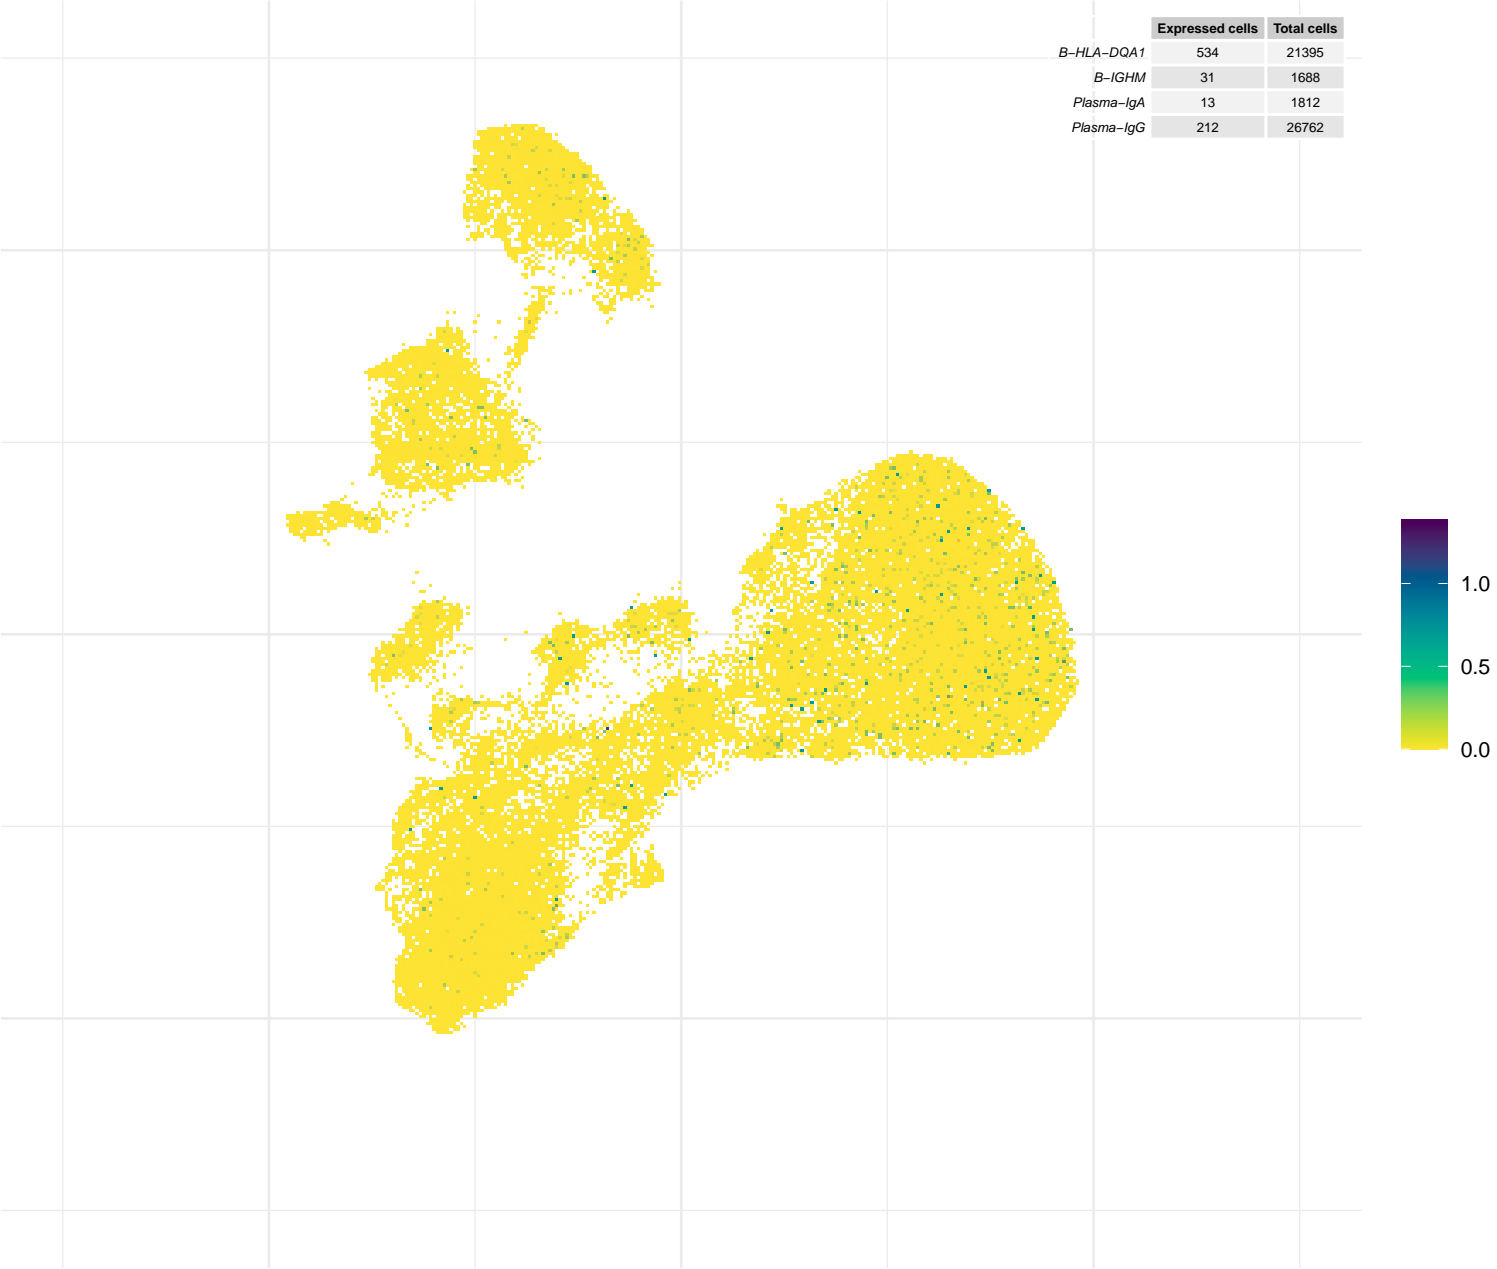 Expressed cells Total cells
B−HLA−DQA1 534 21395
B−IGHM 31 1688
Plasma−IgA 13 1812
Plasma−IgG 212 26762
1.0
0.5
0.0